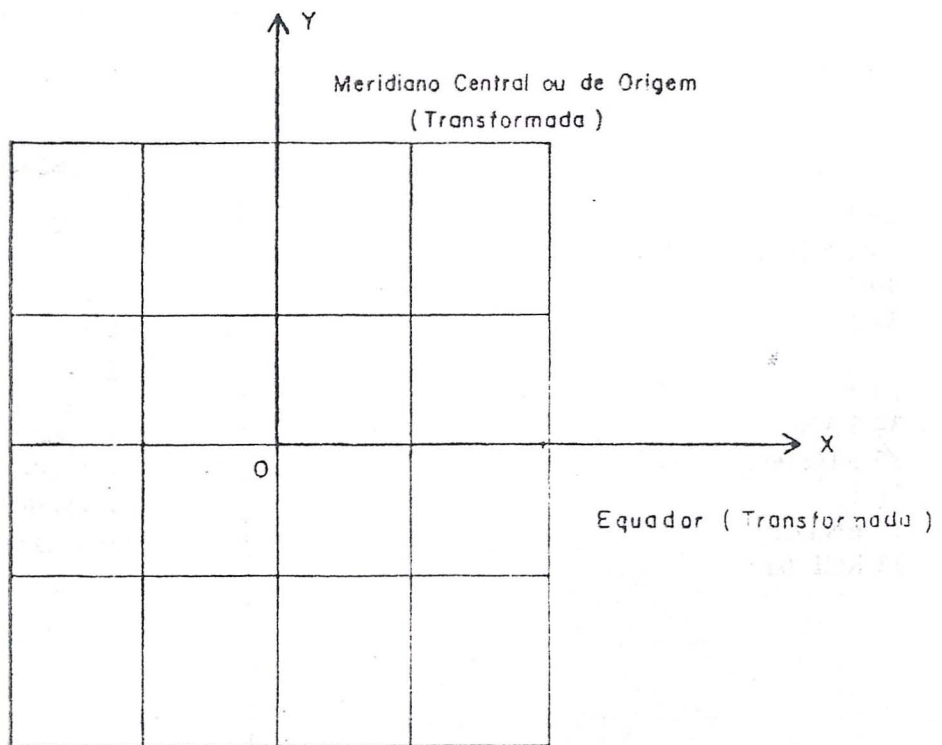 Y
Meridiano Central ou de Origem
(Transformada)
X
O
Equador (Transformada)